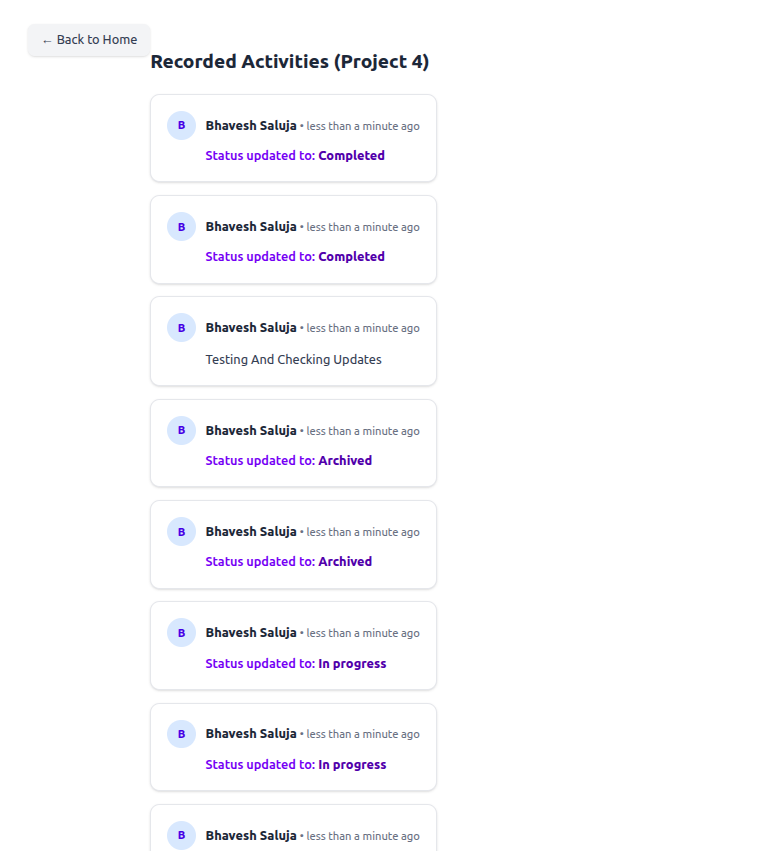 ← Back to Home
Recorded Activities (Project 4)
B Bhavesh Saluja • less than a minute ago
Status updated to: Completed
B Bhavesh Saluja • less than a minute ago
Status updated to: Completed
B Bhavesh Saluja • less than a minute ago
Testing And Checking Updates
B Bhavesh Saluja • less than a minute ago
Status updated to: Archived
B Bhavesh Saluja • less than a minute ago
Status updated to: Archived
B Bhavesh Saluja • less than a minute ago
Status updated to: In progress
B Bhavesh Saluja • less than a minute ago
Status updated to: In progress
B Bhavesh Saluja • less than a minute ago